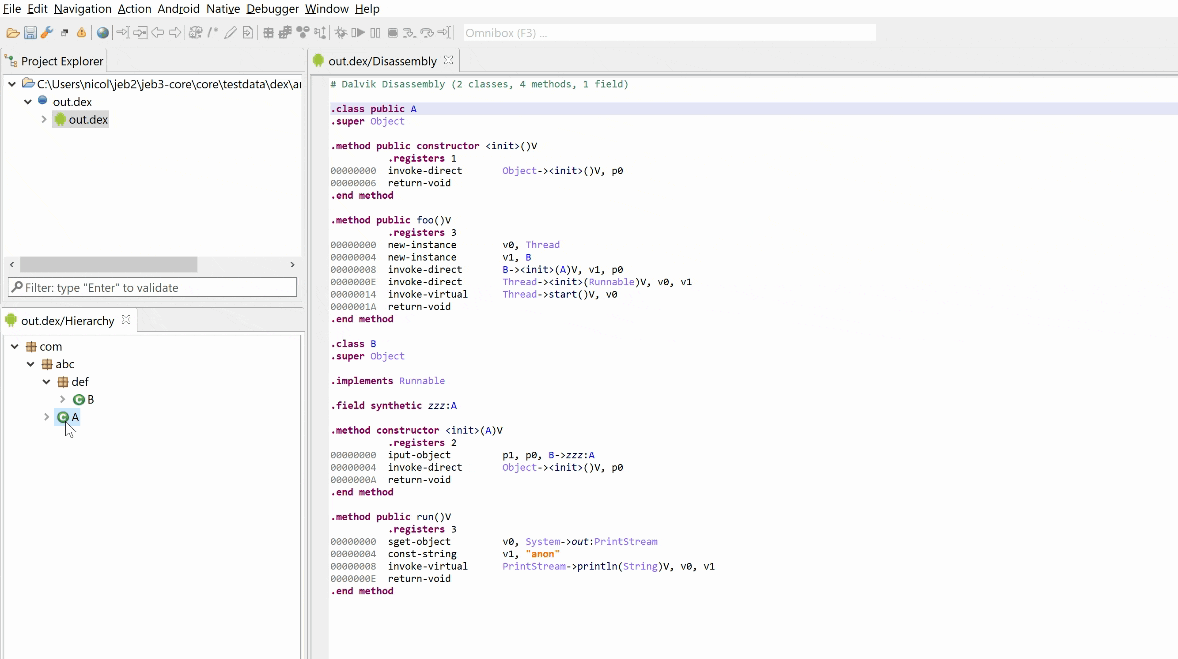 File Edit Navigation Action Android Native Debugger Window Help
Omnibox (F3) ...
Project Explorer
C:\Users\nicol\jeb2\jeb3-core\core\testdata\dex\ar
out.dex
out.dex
Filter: type "Enter" to validate
out.dex/Hierarchy
com
abc
def
B
A
out.dex/Disassembly
# Dalvik Disassembly (2 classes, 4 methods, 1 field)
.class public A
.super Object
.method public constructor <init>()V
.registers 1
00000000 invoke-direct Object-><init>()V, p0
00000006 return-void
.end method
.method public foo()V
.registers 3
00000000 new-instance v0, Thread
00000004 new-instance v1, B
00000008 invoke-direct B-><init>(A)V, v1, p0
0000000E invoke-direct Thread-><init>(Runnable)V, v0, v1
00000014 invoke-virtual Thread->start()V, v0
0000001A return-void
.end method
.class B
.super Object
.implements Runnable
.field synthetic zzz:A
.method constructor <init>(A)V
.registers 2
00000000 iput-object p1, p0, B->zzz:A
00000004 invoke-direct Object-><init>()V, p0
0000000A return-void
.end method
.method public run()V
.registers 3
00000000 sget-object v0, System->out:PrintStream
00000004 const-string v1, "anon"
00000008 invoke-virtual PrintStream->println(String)V, v0, v1
0000000E return-void
.end method